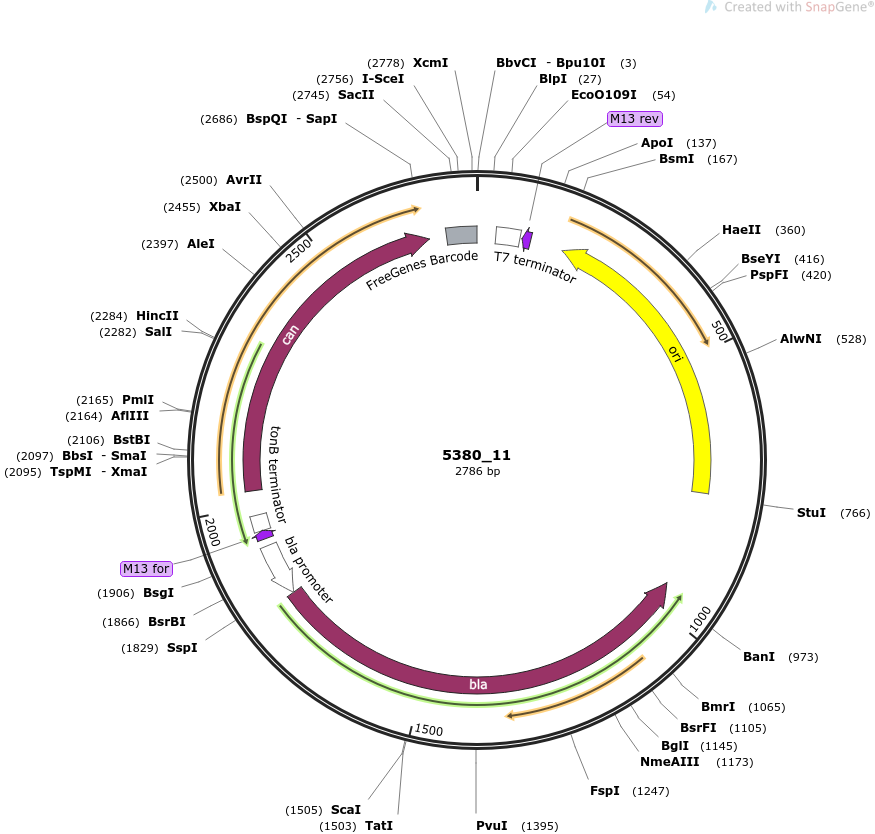 Created with SnapGene®
(2778) XcmI
(2756) I-SceI
(2745) SacII
(2686) BspQI - SapI
BbvCI - Bpu10I (3)
BlpI (27)
EcoO109I (54)
M13 rev
ApoI (137)
BsmI (167)
HaeII (360)
BseYI (416)
PspFI (420)
500
AlwNI (528)
StuI (766)
1000
BanI (973)
BmrI (1065)
BsrFI (1105)
BglI (1145)
NmeAIII (1173)
FspI (1247)
PvuI (1395)
1500
(1503) TatI
(1505) ScaI
(1829) SspI
(1866) BsrBI
(1906) BsgI
M13 for
2000
(2095) TspMI - XmaI
(2097) BbsI - SmaI
(2106) BstBI
(2164) AflIII
(2165) PmlI
(2282) SalI
(2284) HincII
(2397) AleI
(2455) XbaI
(2500) AvrII
2500
FreeGenes Barcode
T7 terminator
ori
can
tonB terminator
bla promoter
bla
5380_11
2786 bp